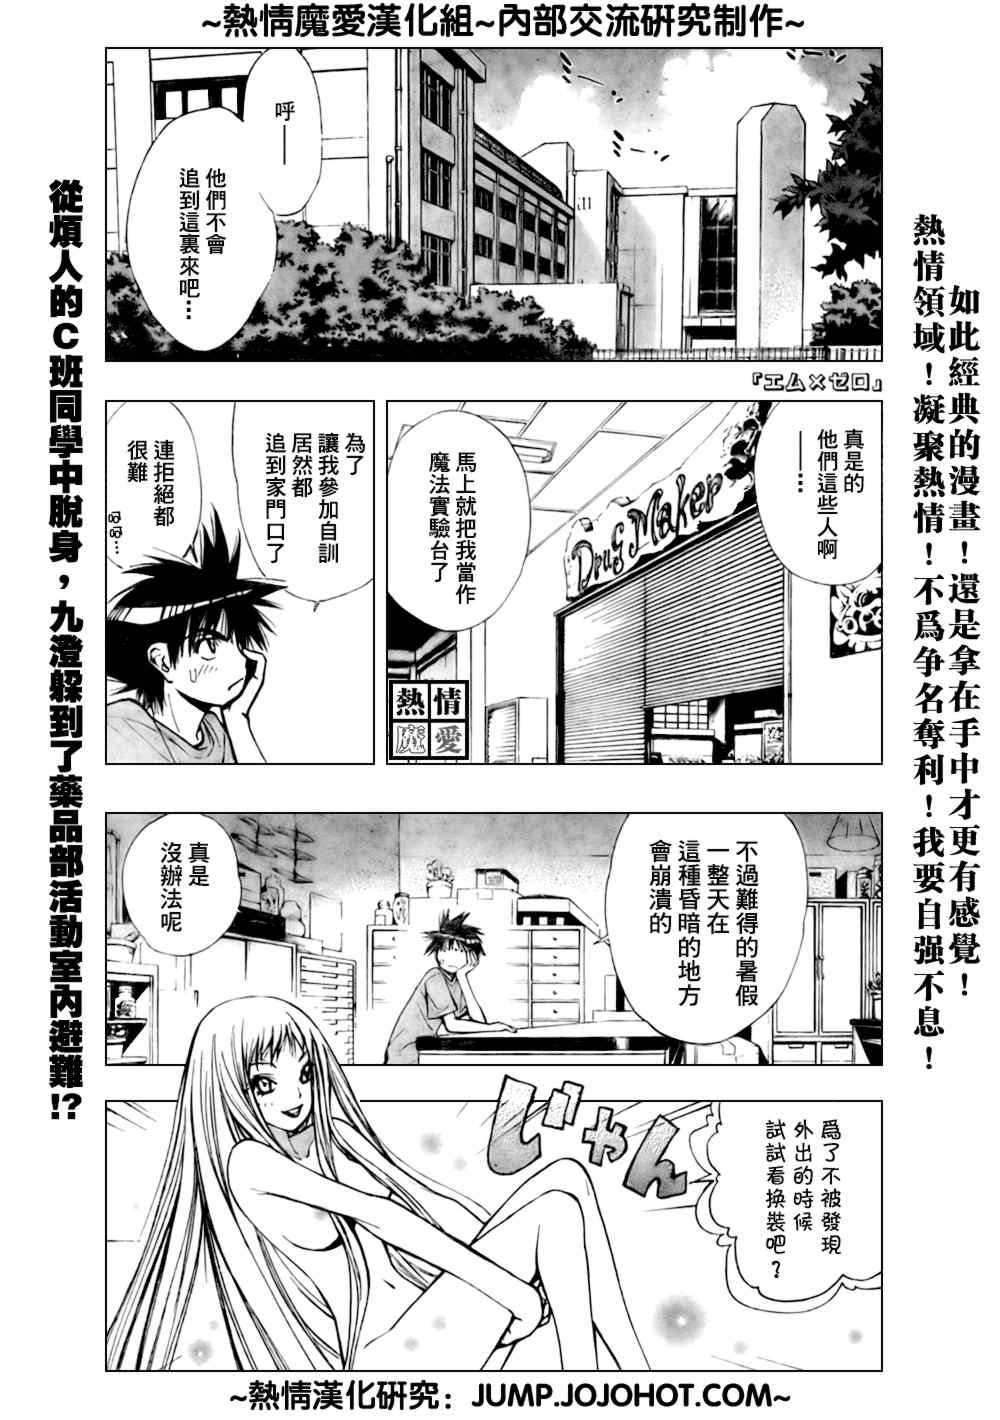 ~熱情魔愛漢化組~內部交流研究制作~
如此經典的漫畫！還是拿在手中才更有感覺！
熱情領域！凝聚熱情！不爲争名奪利！我要自强不息！
呼——
他們不會
追到這裏來吧…
『エム×ゼロ』
真是的
他們這些人啊
——…
Drug Maker
馬上就把我當作
魔法實驗台了
熱情
魔愛
為了
讓我參加自訓
居然都
追到家門口了
連拒絕都
很難
不過難得的暑假
一整天在
這種昏暗的地方
會崩潰的
真是
沒辦法呢
爲了不被發現
外出的時候
試試看換裝吧？
いやん
從煩人的C班同學中脫身，九澄躲到了藥品部活動室內避難!?
~熱情漢化研究：JUMP.JOJOHOT.COM~